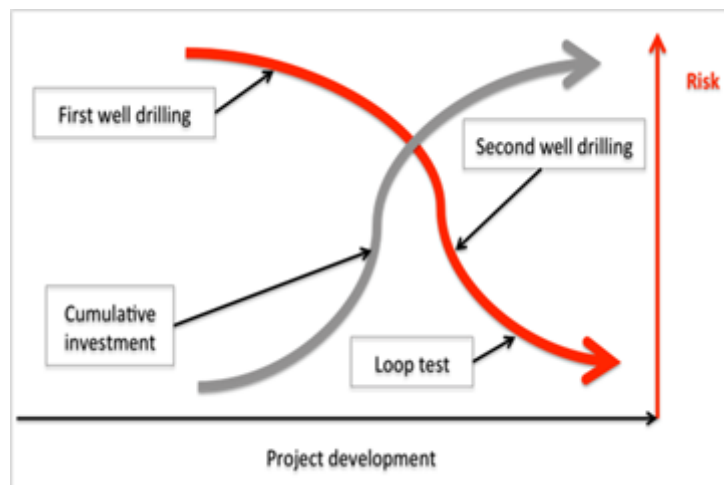 Risk
First well drilling
Second well drilling
Cumulative
investment
Loop test
Project development